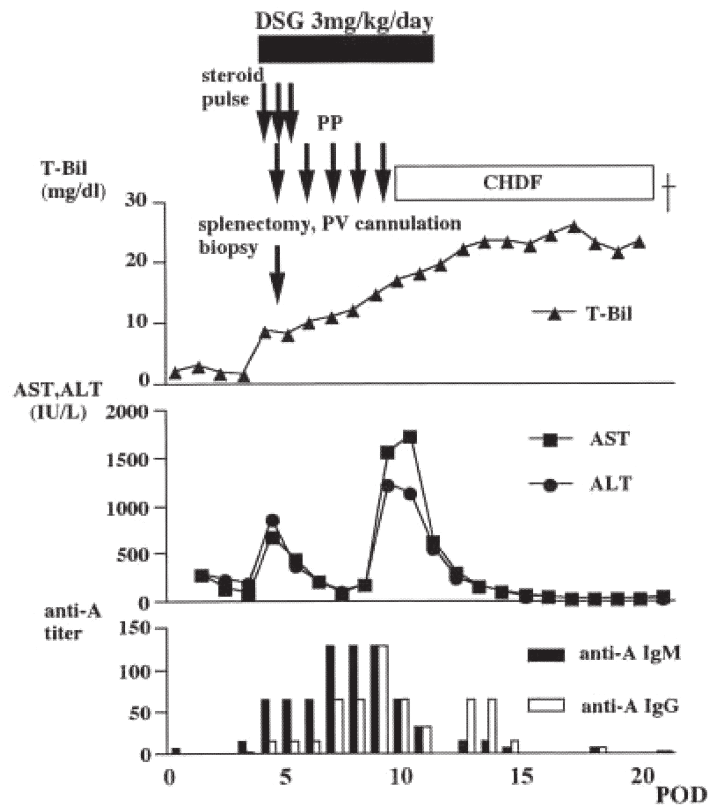 DSG 3mg/kg/day
steroid
pulse
PP
T-Bil
(mg/dl)
CHDF
30
splenectomy, PV cannulation
biopsy
20
10
T-Bil
0
AST,ALT
(IU/L)
2000
AST
1500
ALT
1000
500
0
anti-A
titer
150
anti-A IgM
100
anti-A IgG
50
0
0 5 10 15 20
POD